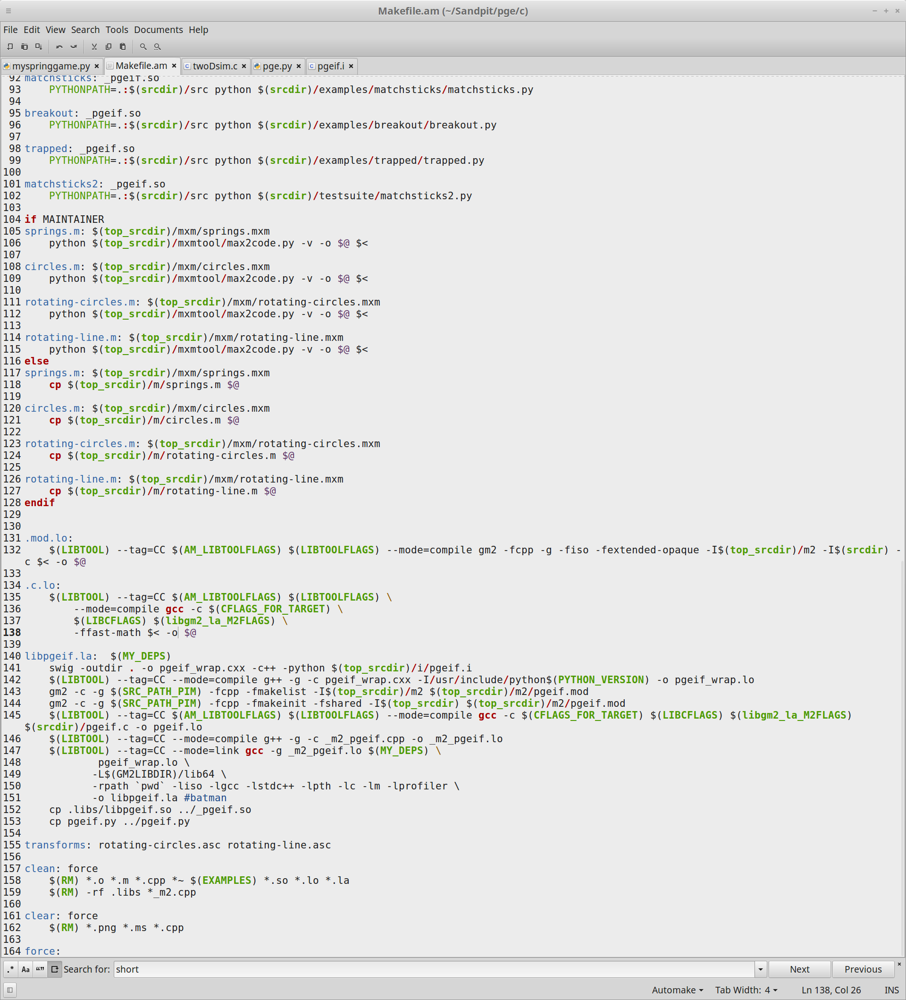 Makefile.am (~/Sandpit/pge/c)
File Edit View Search Tools Documents Help
myspringgame.py × Makefile.am × twoDsim.c × pge.py × pgeif.i ×
92 matchsticks: _pgeif.so
93     PYTHONPATH=.:$(srcdir)/src python $(srcdir)/examples/matchsticks/matchsticks.py
94
95 breakout: _pgeif.so
96     PYTHONPATH=.:$(srcdir)/src python $(srcdir)/examples/breakout/breakout.py
97
98 trapped: _pgeif.so
99     PYTHONPATH=.:$(srcdir)/src python $(srcdir)/examples/trapped/trapped.py
100
101 matchsticks2: _pgeif.so
102     PYTHONPATH=.:$(srcdir)/src python $(srcdir)/testsuite/matchsticks2.py
103
104 if MAINTAINER
105 springs.m: $(top_srcdir)/mxm/springs.mxm
106     python $(top_srcdir)/mxmtool/max2code.py -v -o $@ $<
107
108 circles.m: $(top_srcdir)/mxm/circles.mxm
109     python $(top_srcdir)/mxmtool/max2code.py -v -o $@ $<
110
111 rotating-circles.m: $(top_srcdir)/mxm/rotating-circles.mxm
112     python $(top_srcdir)/mxmtool/max2code.py -v -o $@ $<
113
114 rotating-line.m: $(top_srcdir)/mxm/rotating-line.mxm
115     python $(top_srcdir)/mxmtool/max2code.py -v -o $@ $<
116 else
117 springs.m: $(top_srcdir)/mxm/springs.mxm
118     cp $(top_srcdir)/m/springs.m $@
119
120 circles.m: $(top_srcdir)/mxm/circles.mxm
121     cp $(top_srcdir)/m/circles.m $@
122
123 rotating-circles.m: $(top_srcdir)/mxm/rotating-circles.mxm
124     cp $(top_srcdir)/m/rotating-circles.m $@
125
126 rotating-line.m: $(top_srcdir)/mxm/rotating-line.mxm
127     cp $(top_srcdir)/m/rotating-line.m $@
128 endif
129
130
131 .mod.lo:
132     $(LIBTOOL) --tag=CC $(AM_LIBTOOLFLAGS) $(LIBTOOLFLAGS) --mode=compile gm2 -fcpp -g -fiso -fextended-opaque -I$(top_srcdir)/m2 -I$(srcdir) -
c $< -o $@
133
134 .c.lo:
135     $(LIBTOOL) --tag=CC $(AM_LIBTOOLFLAGS) $(LIBTOOLFLAGS) \
136         --mode=compile gcc -c $(CFLAGS_FOR_TARGET) \
137         $(LIBCFLAGS) $(libgm2_la_M2FLAGS) \
138         -ffast-math $< -o $@
139
140 libpgeif.la:  $(MY_DEPS)
141     swig -outdir . -o pgeif_wrap.cxx -c++ -python $(top_srcdir)/i/pgeif.i
142     $(LIBTOOL) --tag=CC --mode=compile g++ -g -c pgeif_wrap.cxx -I/usr/include/python$(PYTHON_VERSION) -o pgeif_wrap.lo
143     gm2 -c -g $(SRC_PATH_PIM) -fcpp -fmakelist -I$(top_srcdir)/m2 $(top_srcdir)/m2/pgeif.mod
144     gm2 -c -g $(SRC_PATH_PIM) -fcpp -fmakeinit -fshared -I$(top_srcdir) $(top_srcdir)/m2/pgeif.mod
145     $(LIBTOOL) --tag=CC $(AM_LIBTOOLFLAGS) $(LIBTOOLFLAGS) --mode=compile gcc -c $(CFLAGS_FOR_TARGET) $(LIBCFLAGS) $(libgm2_la_M2FLAGS)
$(srcdir)/pgeif.c -o pgeif.lo
146     $(LIBTOOL) --tag=CC --mode=compile g++ -g -c _m2_pgeif.cpp -o _m2_pgeif.lo
147     $(LIBTOOL) --tag=CC --mode=link gcc -g _m2_pgeif.lo $(MY_DEPS) \
148             pgeif_wrap.lo \
149            -L$(GM2LIBDIR)/lib64 \
150            -rpath `pwd` -liso -lgcc -lstdc++ -lpth -lc -lm -lprofiler \
151            -o libpgeif.la #batman
152     cp .libs/libpgeif.so ../_pgeif.so
153     cp pgeif.py ../pgeif.py
154
155 transforms: rotating-circles.asc rotating-line.asc
156
157 clean: force
158     $(RM) *.o *.m *.cpp *~ $(EXAMPLES) *.so *.lo *.la
159     $(RM) -rf .libs *_m2.cpp
160
161 clear: force
162     $(RM) *.png *.ms *.cpp
163
164 force:
.* Aa “” Search for: short Next Previous ×
Automake Tab Width: 4 Ln 138, Col 26 INS